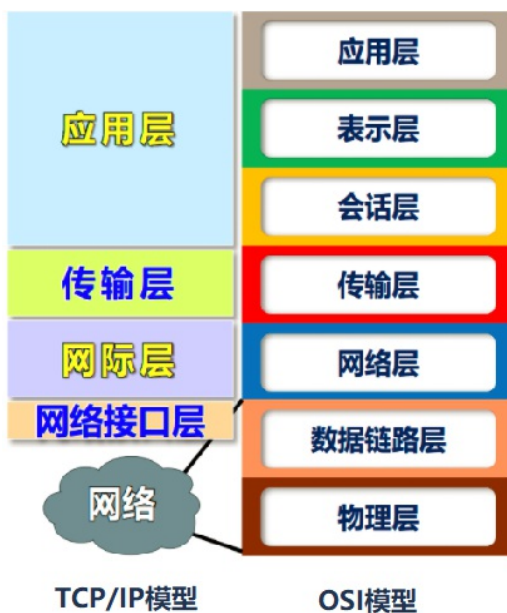 应用层
传输层
网际层
网络接口层
网络
TCP/IP模型
应用层
表示层
会话层
传输层
网络层
数据链路层
物理层
OSI模型